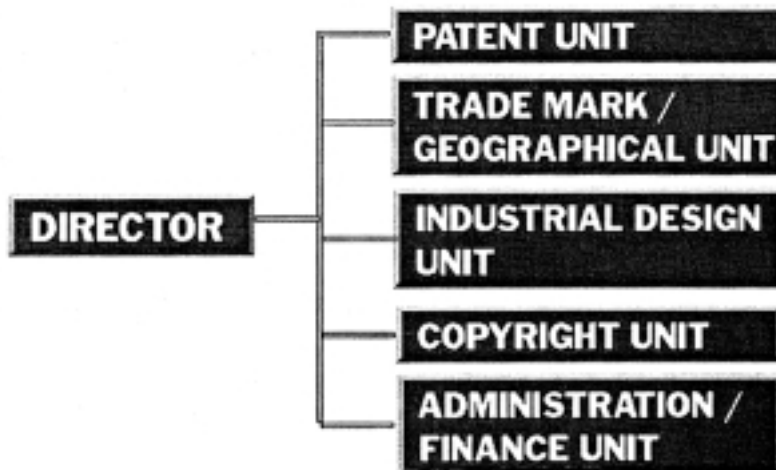 PATENT UNIT
TRADE MARK /
GEOGRAPHICAL UNIT
DIRECTOR
INDUSTRIAL DESIGN
UNIT
COPYRIGHT UNIT
ADMINISTRATION /
FINANCE UNIT